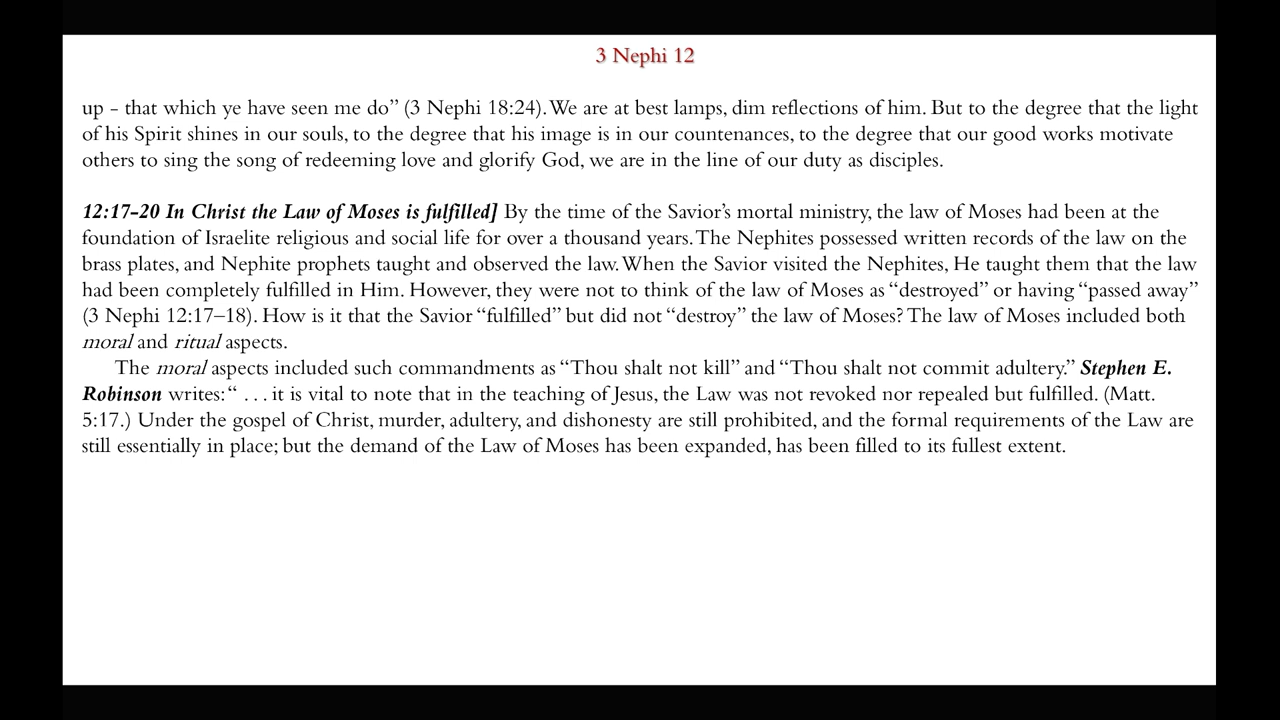 3 Nephi 12
up - that which ye have seen me do” (3 Nephi 18:24). We are at best lamps, dim reflections of him. But to the degree that the light
of his Spirit shines in our souls, to the degree that his image is in our countenances, to the degree that our good works motivate
others to sing the song of redeeming love and glorify God, we are in the line of our duty as disciples.
12:17-20 In Christ the Law of Moses is fulfilled] By the time of the Savior’s mortal ministry, the law of Moses had been at the
foundation of Israelite religious and social life for over a thousand years. The Nephites possessed written records of the law on the
brass plates, and Nephite prophets taught and observed the law. When the Savior visited the Nephites, He taught them that the law
had been completely fulfilled in Him. However, they were not to think of the law of Moses as “destroyed” or having “passed away”
(3 Nephi 12:17–18). How is it that the Savior “fulfilled” but did not “destroy” the law of Moses? The law of Moses included both
moral and ritual aspects.
The moral aspects included such commandments as “Thou shalt not kill” and “Thou shalt not commit adultery.” Stephen E.
Robinson writes: “ . . . it is vital to note that in the teaching of Jesus, the Law was not revoked nor repealed but fulfilled. (Matt.
5:17.) Under the gospel of Christ, murder, adultery, and dishonesty are still prohibited, and the formal requirements of the Law are
still essentially in place; but the demand of the Law of Moses has been expanded, has been filled to its fullest extent.